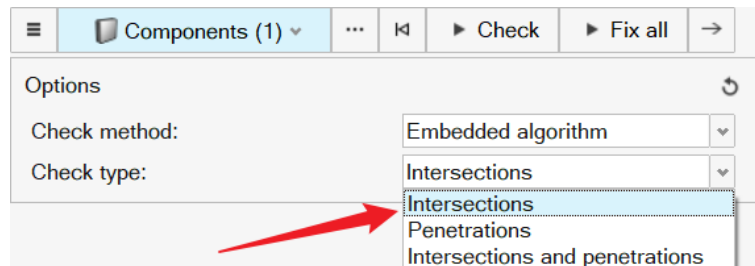 Components (1) Check Fix all
Options
Check method: Embedded algorithm
Check type: Intersections
Intersections
Penetrations
Intersections and penetrations